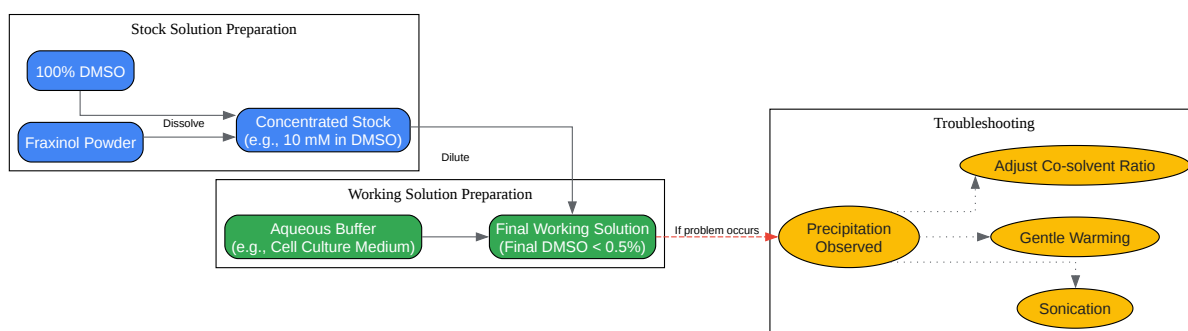 Stock Solution Preparation
100% DMSO
Dissolve
Fraxinol Powder
Concentrated Stock
(e.g., 10 mM in DMSO)
Dilute
Working Solution Preparation
Aqueous Buffer
(e.g., Cell Culture Medium)
Final Working Solution
(Final DMSO < 0.5%)
If problem occurs
Troubleshooting
Precipitation
Observed
Adjust Co-solvent Ratio
Gentle Warming
Sonication